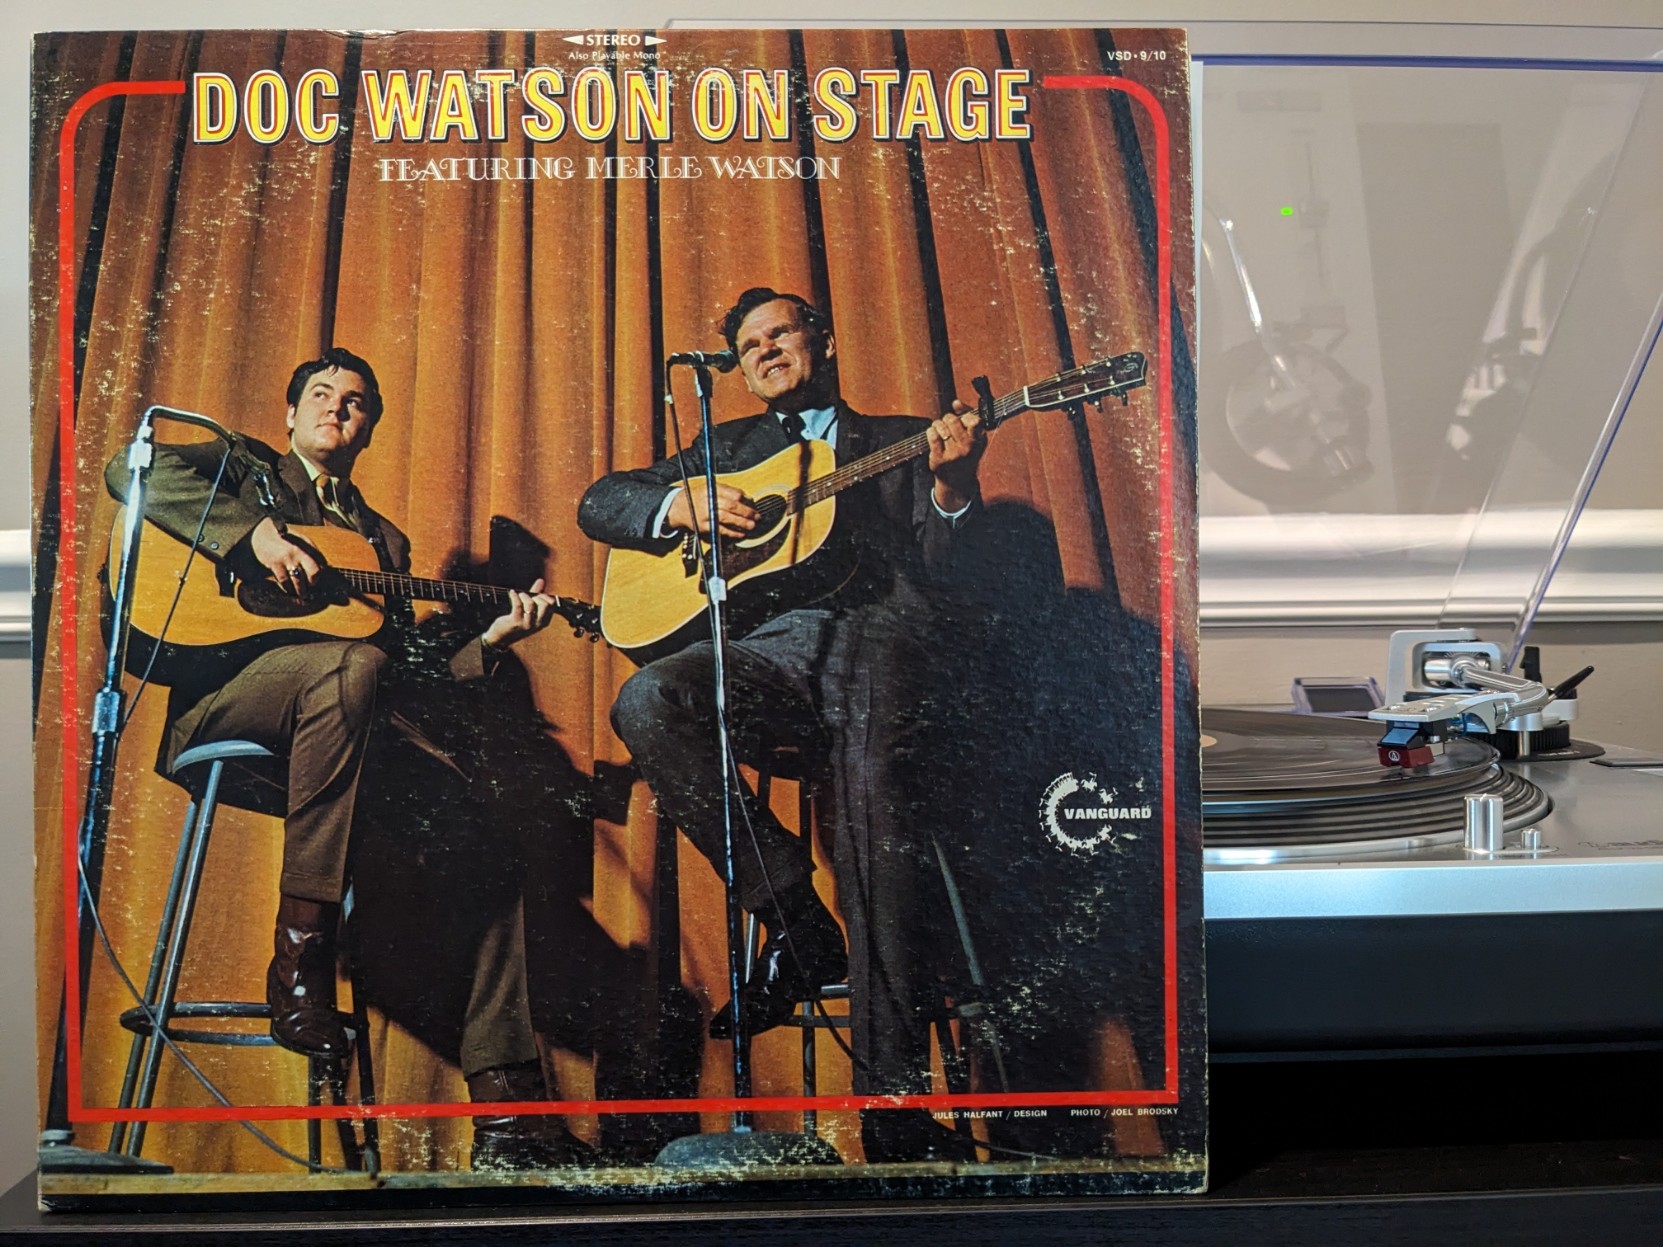 STEREO
Also Playable Mono
VSD • 9/10
DOC WATSON ON STAGE
FEATURING MERLE WATSON
VANGUARD
JULES HALFANT / DESIGN PHOTO / JOEL BRODSKY